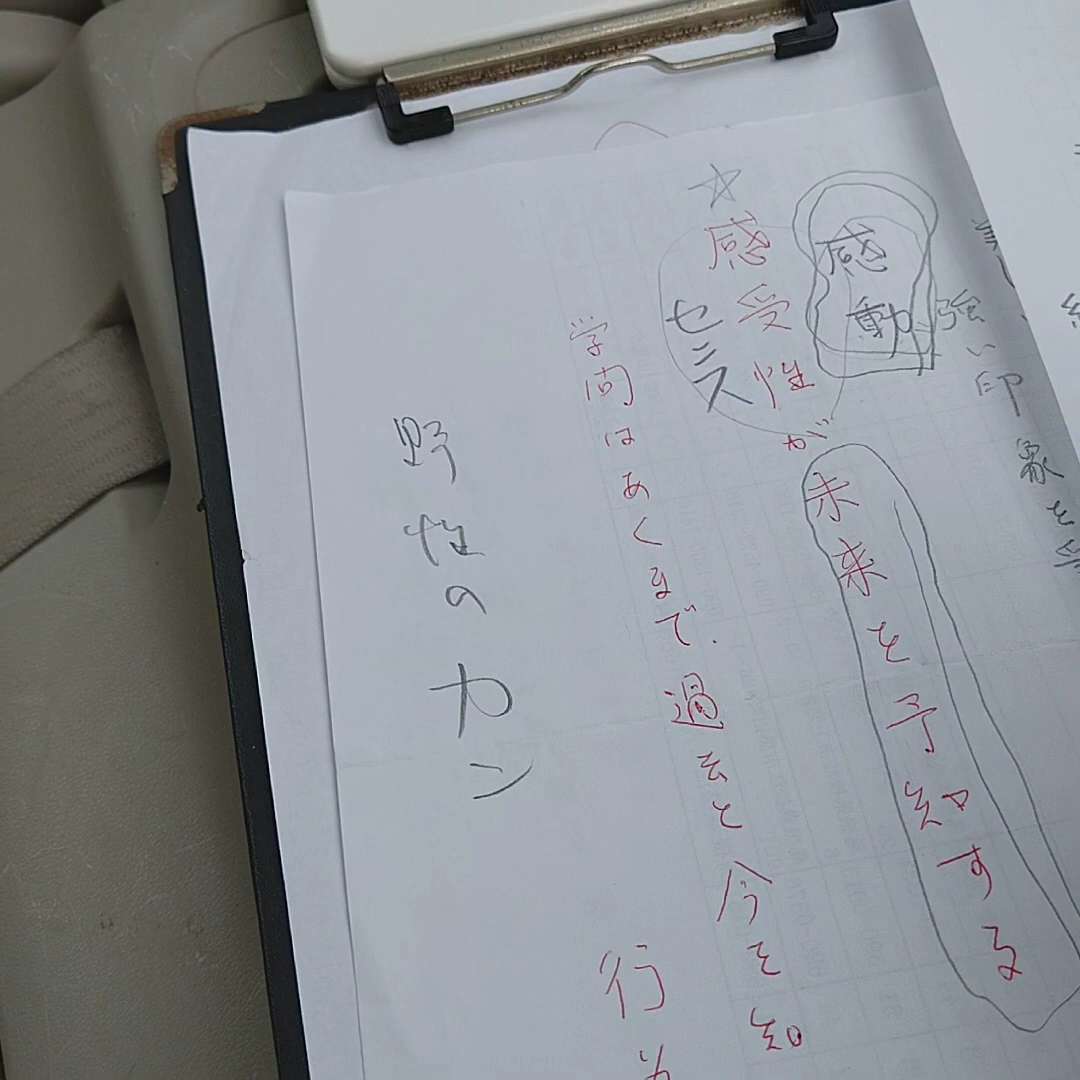 強い印象を
感動
☆感受性が未来を予知する
センス
学問はあくまで、過去と今を知
行
野性のカン